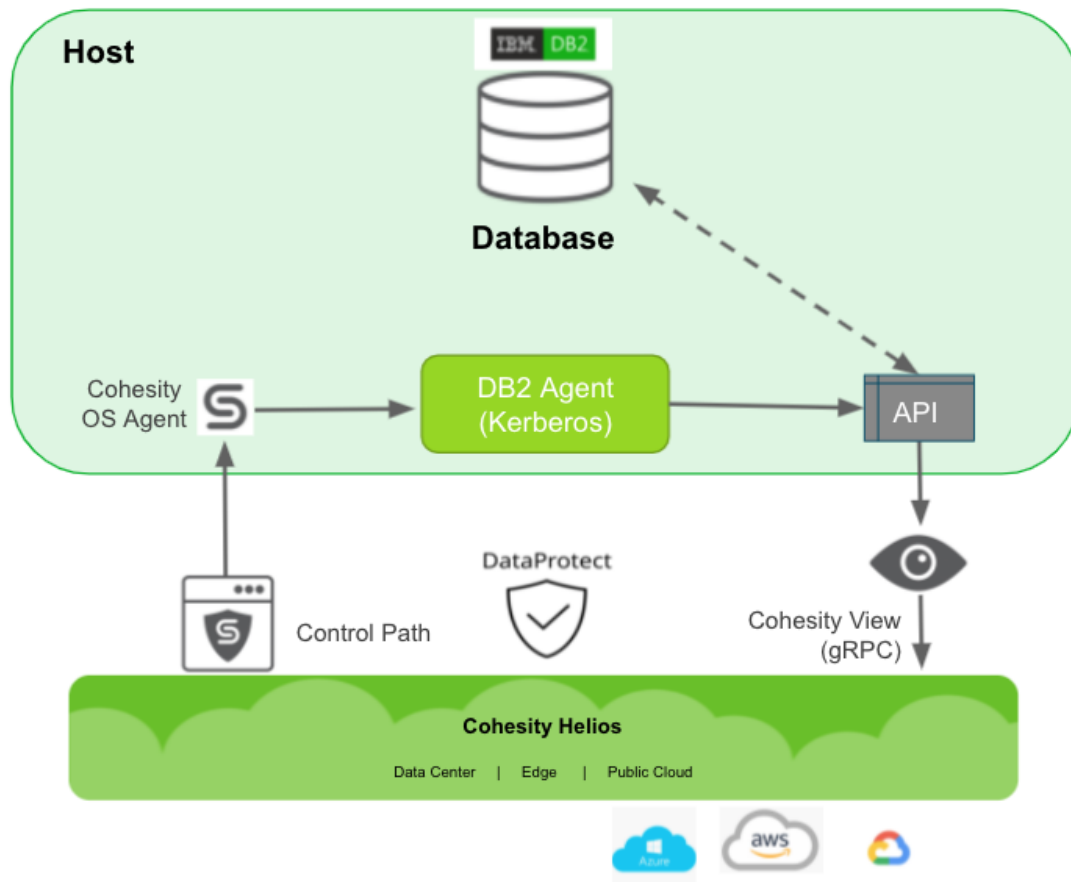 Host
IBM DB2
Database
Cohesity
OS Agent
DB2 Agent
(Kerberos)
API
DataProtect
Control Path
Cohesity View
(gRPC)
Cohesity Helios
Data Center | Edge | Public Cloud
Azure
aws